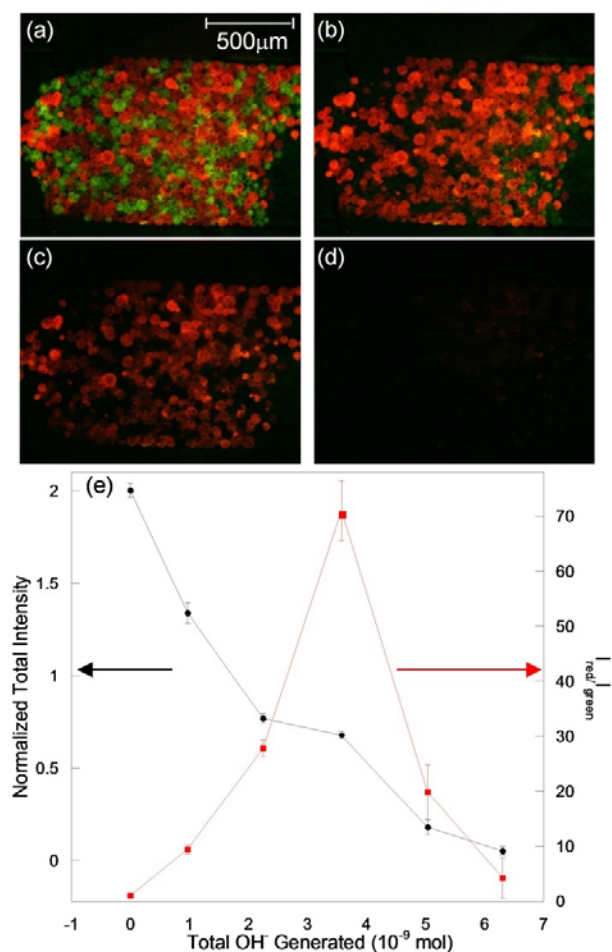 (a)
500μm
(b)
(c)
(d)
(e)
2
1.5
1
0.5
0
Normalized Total Intensity
70
60
50
40
30
20
10
0
I red/ I green
-1 0 1 2 3 4 5 6 7
Total OH⁻ Generated (10⁻⁹ mol)